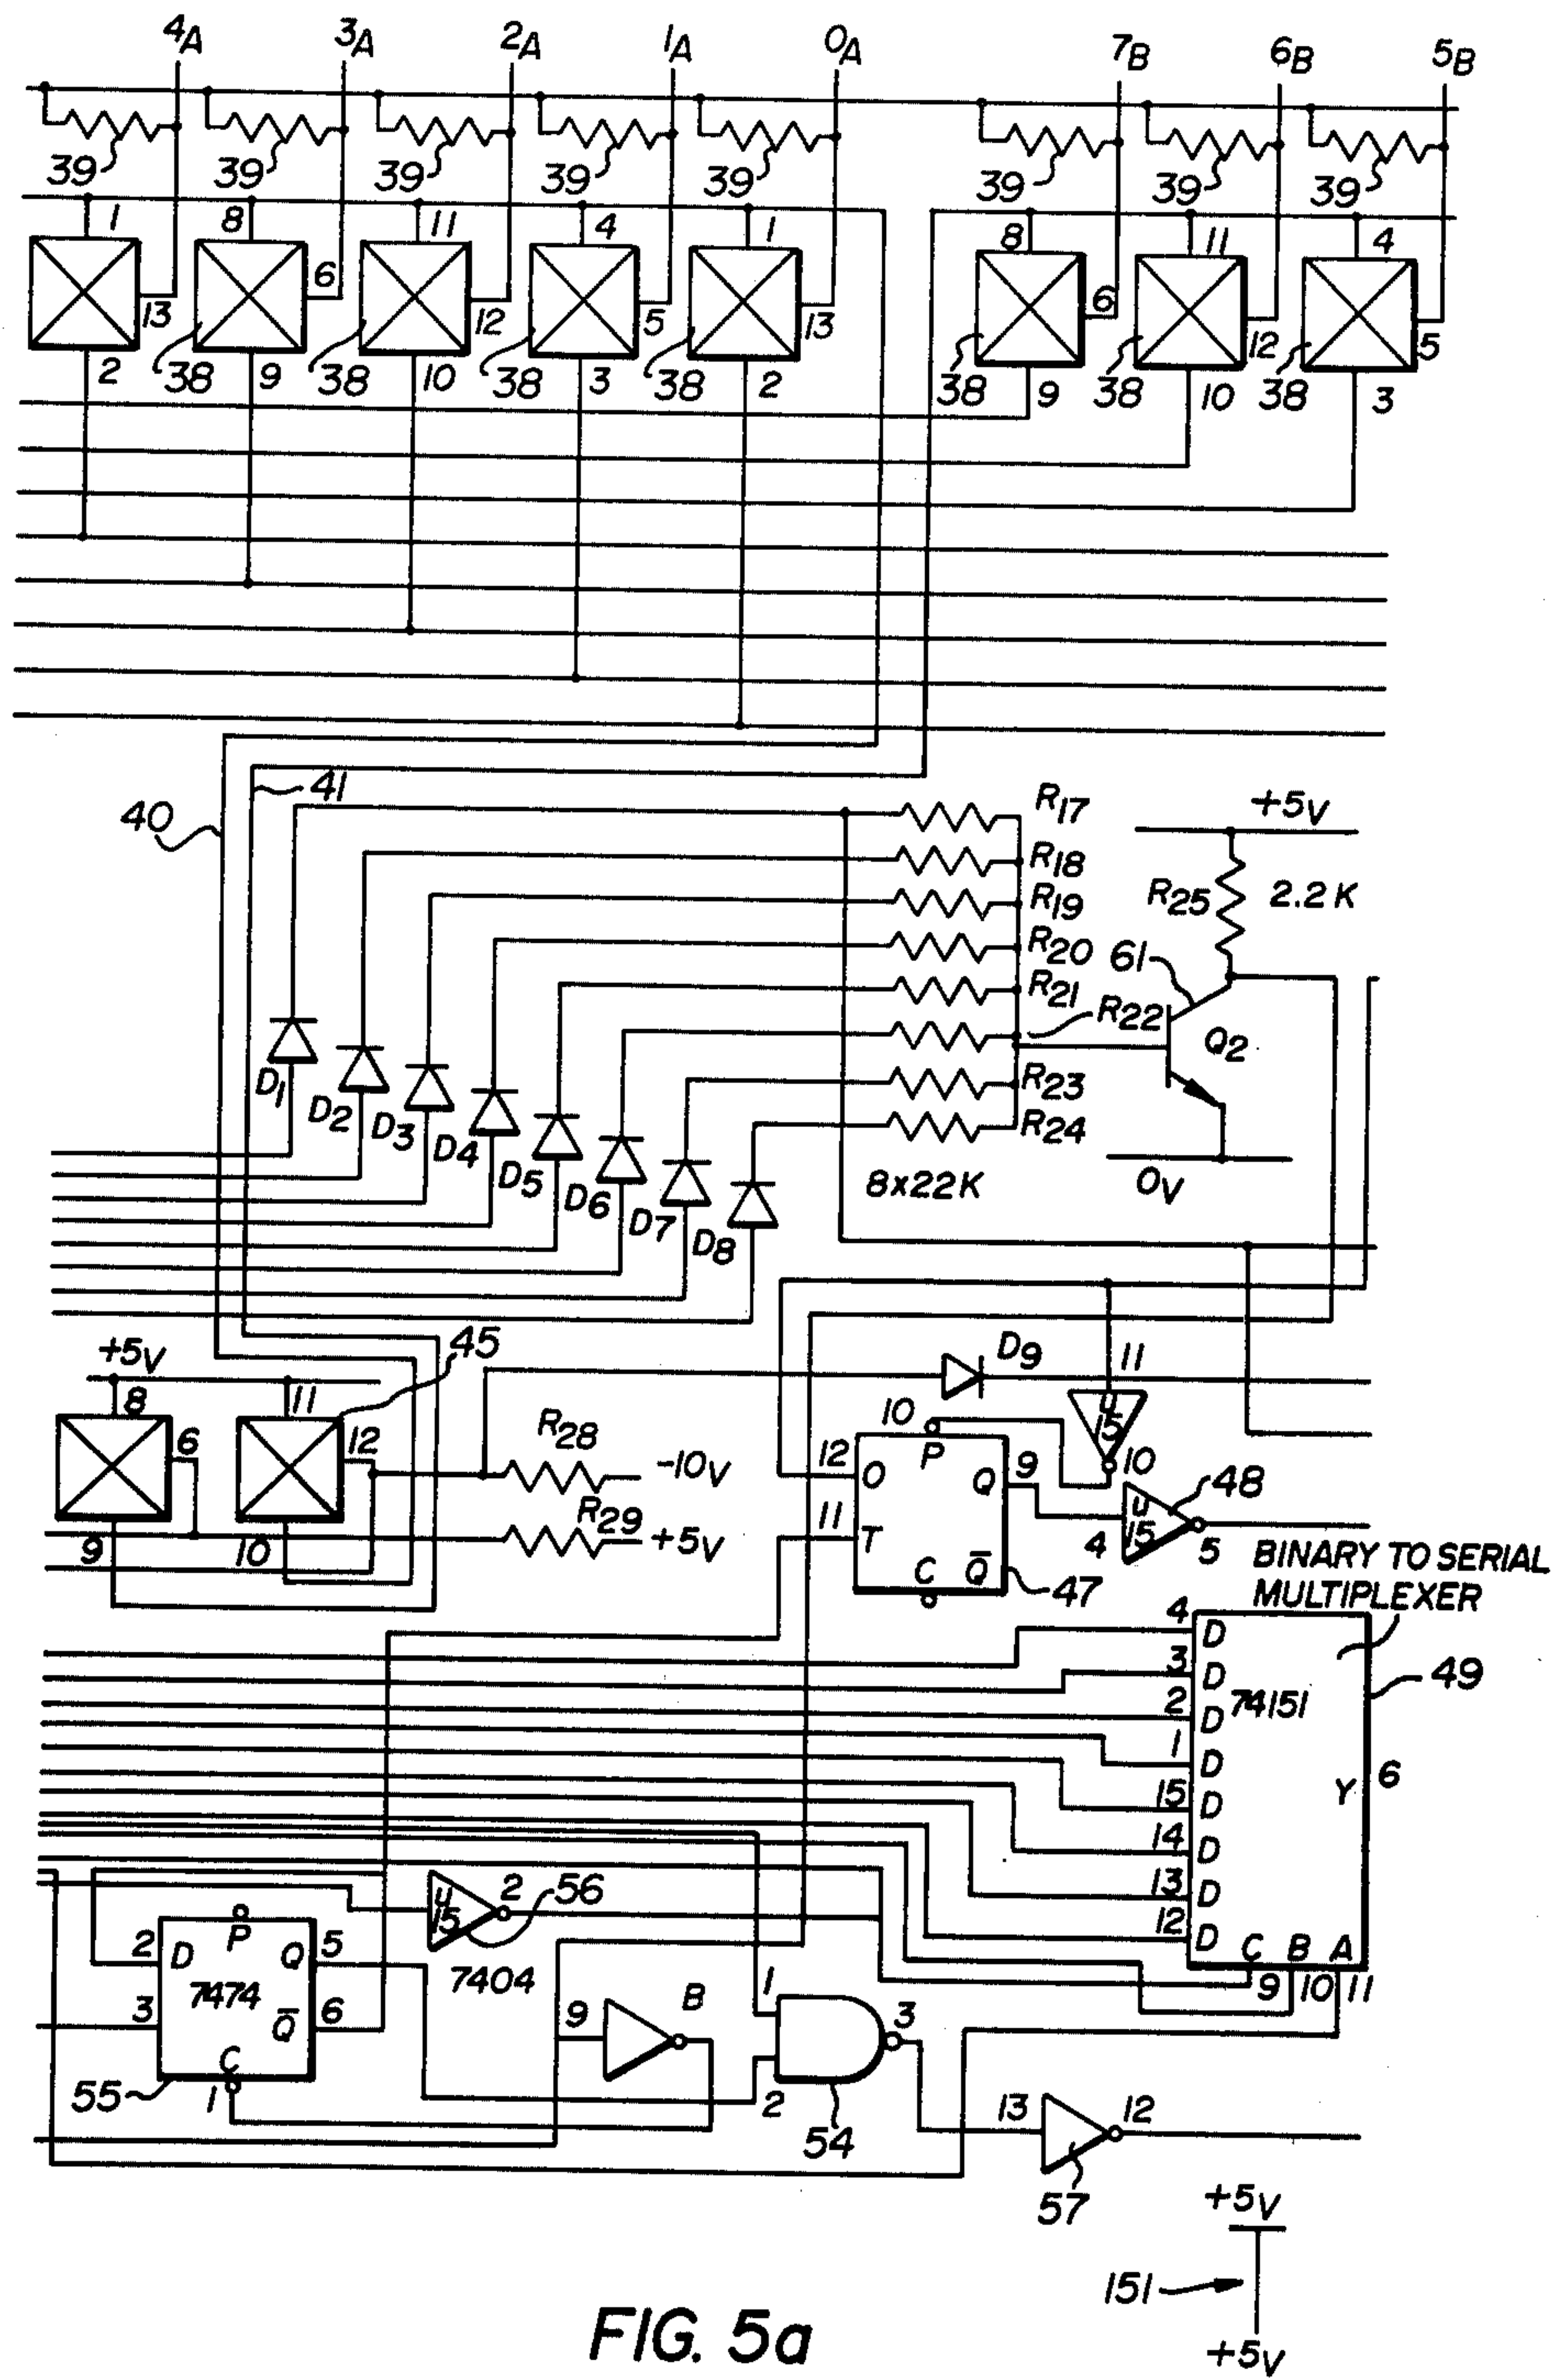 4A 3A 2A 1A 0A 7B 6B 5B
39 39 39 39 39 39 39 39
1 8 11 4 1 8 11 4
13 6 12 5 13 6 12 5
38 38 38 38 38 38 38
2 9 10 3 2 9 10 3
40
41
R17
R18
R19
R20
R21
R22
R23
R24
8x22K
+5V
R25 2.2K
61
Q2
0V
D1 D2 D3 D4 D5 D6 D7 D8
+5V
45
8 11
6 12
9 10
R28 -10V
R29 +5V
D9
11
U 15
10
10
P
12 O Q 9
11 T
C Q̅
47
U 15
48
4 5
BINARY TO SERIAL
MULTIPLEXER
49
74151
4 D
3 D
2 D
1 D
15 D
14 D
13 D
12 D
Y 6
C B A
9 10 11
U 15
2
56
7404
P
2 D Q 5
7474
3 Q̅ 6
C
1
55
9 B
1
2
3
54
13 12
57
+5V
151
+5V
FIG. 5a